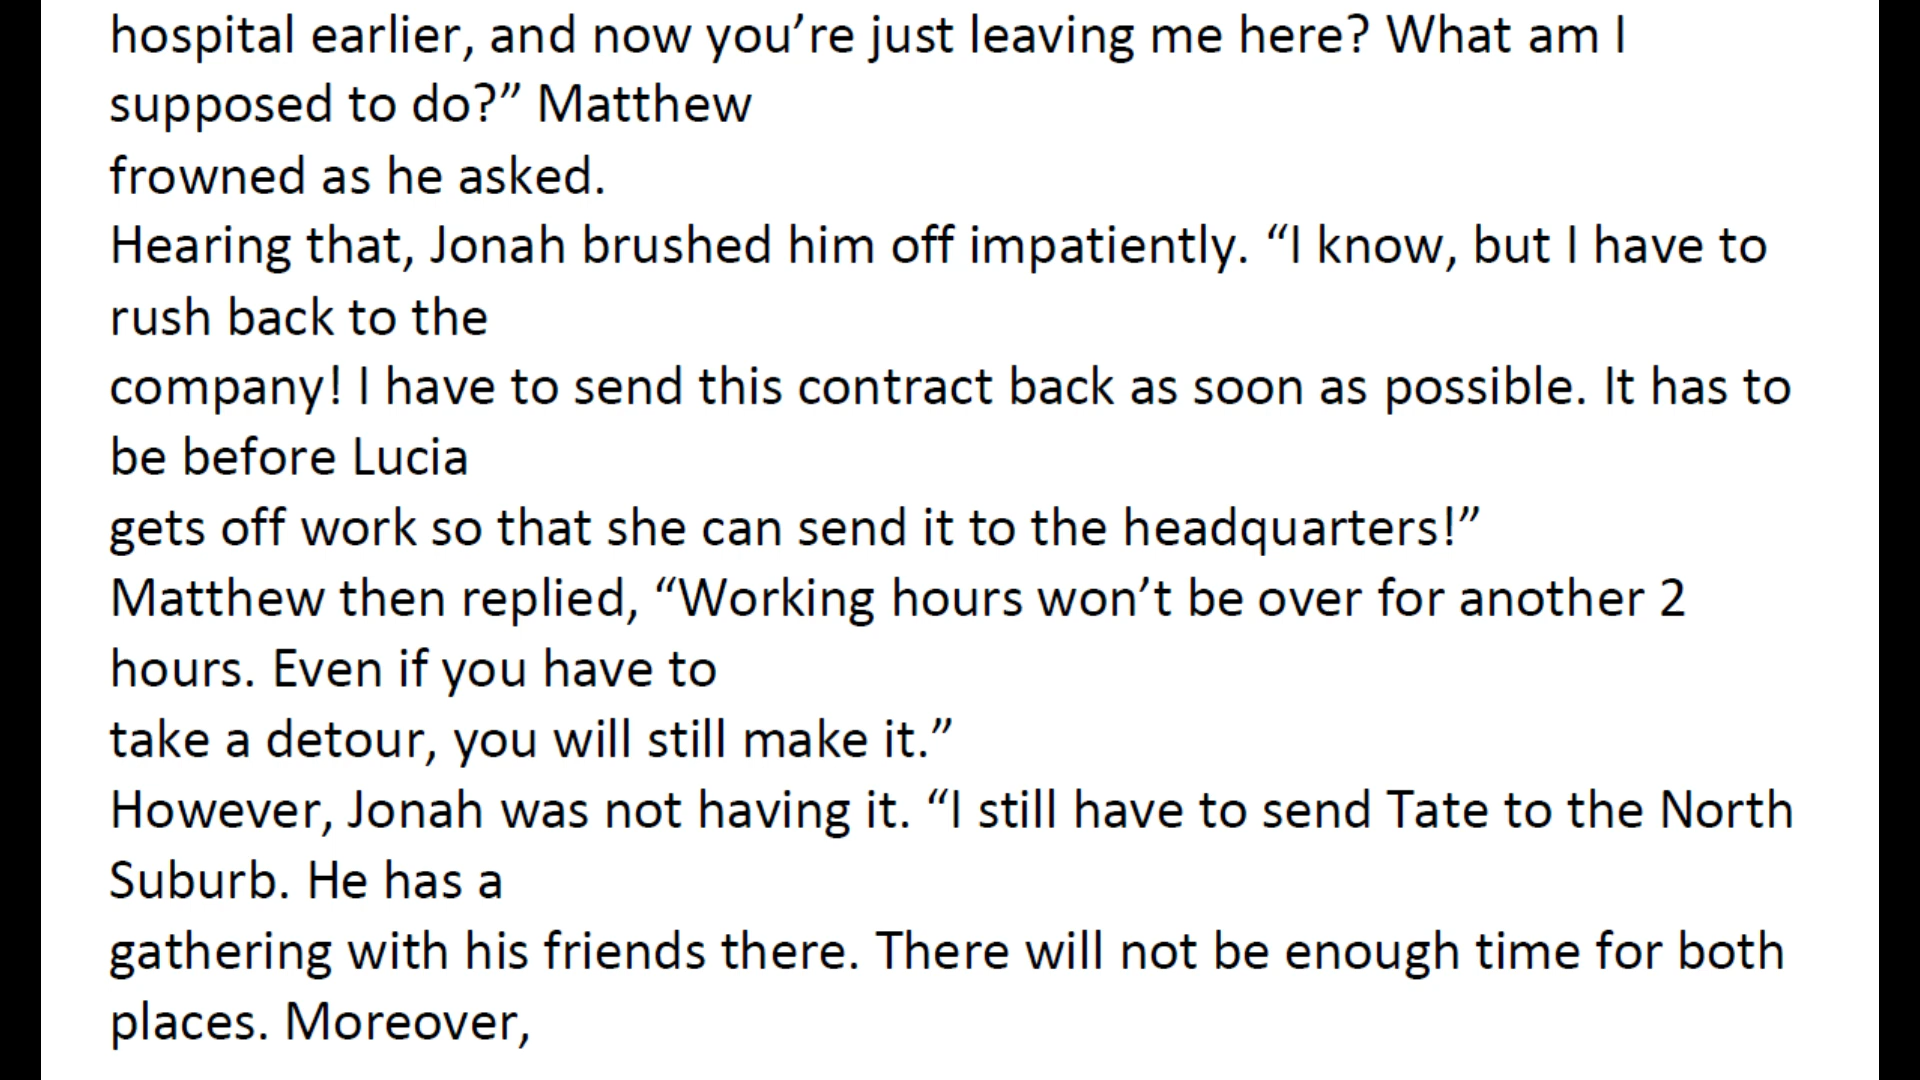 hospital earlier, and now you’re just leaving me here? What am I
supposed to do?” Matthew
frowned as he asked.
Hearing that, Jonah brushed him off impatiently. “I know, but I have to
rush back to the
company! I have to send this contract back as soon as possible. It has to
be before Lucia
gets off work so that she can send it to the headquarters!”
Matthew then replied, “Working hours won’t be over for another 2
hours. Even if you have to
take a detour, you will still make it.”
However, Jonah was not having it. “I still have to send Tate to the North
Suburb. He has a
gathering with his friends there. There will not be enough time for both
places. Moreover,